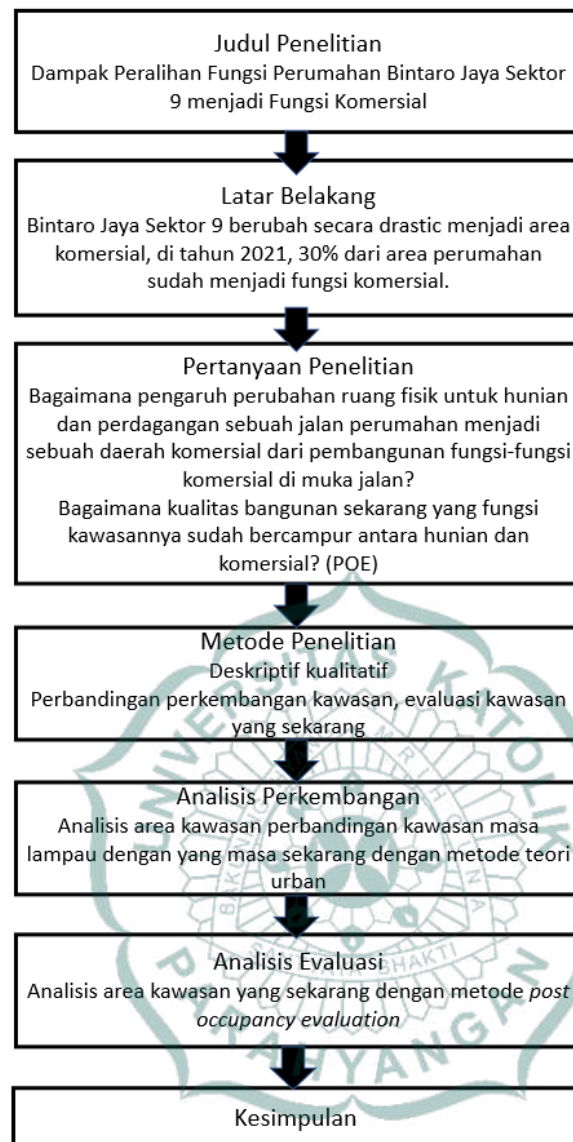 Judul Penelitian
Dampak Peralihan Fungsi Perumahan Bintaro Jaya Sektor
9 menjadi Fungsi Komersial
Latar Belakang
Bintaro Jaya Sektor 9 berubah secara drastic menjadi area
komersial, di tahun 2021, 30% dari area perumahan
sudah menjadi fungsi komersial.
Pertanyaan Penelitian
Bagaimana pengaruh perubahan ruang fisik untuk hunian
dan perdagangan sebuah jalan perumahan menjadi
sebuah daerah komersial dari pembangunan fungsi-fungsi
komersial di muka jalan?
Bagaimana kualitas bangunan sekarang yang fungsi
kawasannya sudah bercampur antara hunian dan
komersial? (POE)
Metode Penelitian
Deskriptif kualitatif
Perbandingan perkembangan kawasan, evaluasi kawasan
yang sekarang
Analisis Perkembangan
Analisis area kawasan perbandingan kawasan masa
lampau dengan yang masa sekarang dengan metode teori
urban
Analisis Evaluasi
Analisis area kawasan yang sekarang dengan metode post
occupancy evaluation
Kesimpulan
UNIVERSITAS KATOLIK
PARAHYANGAN